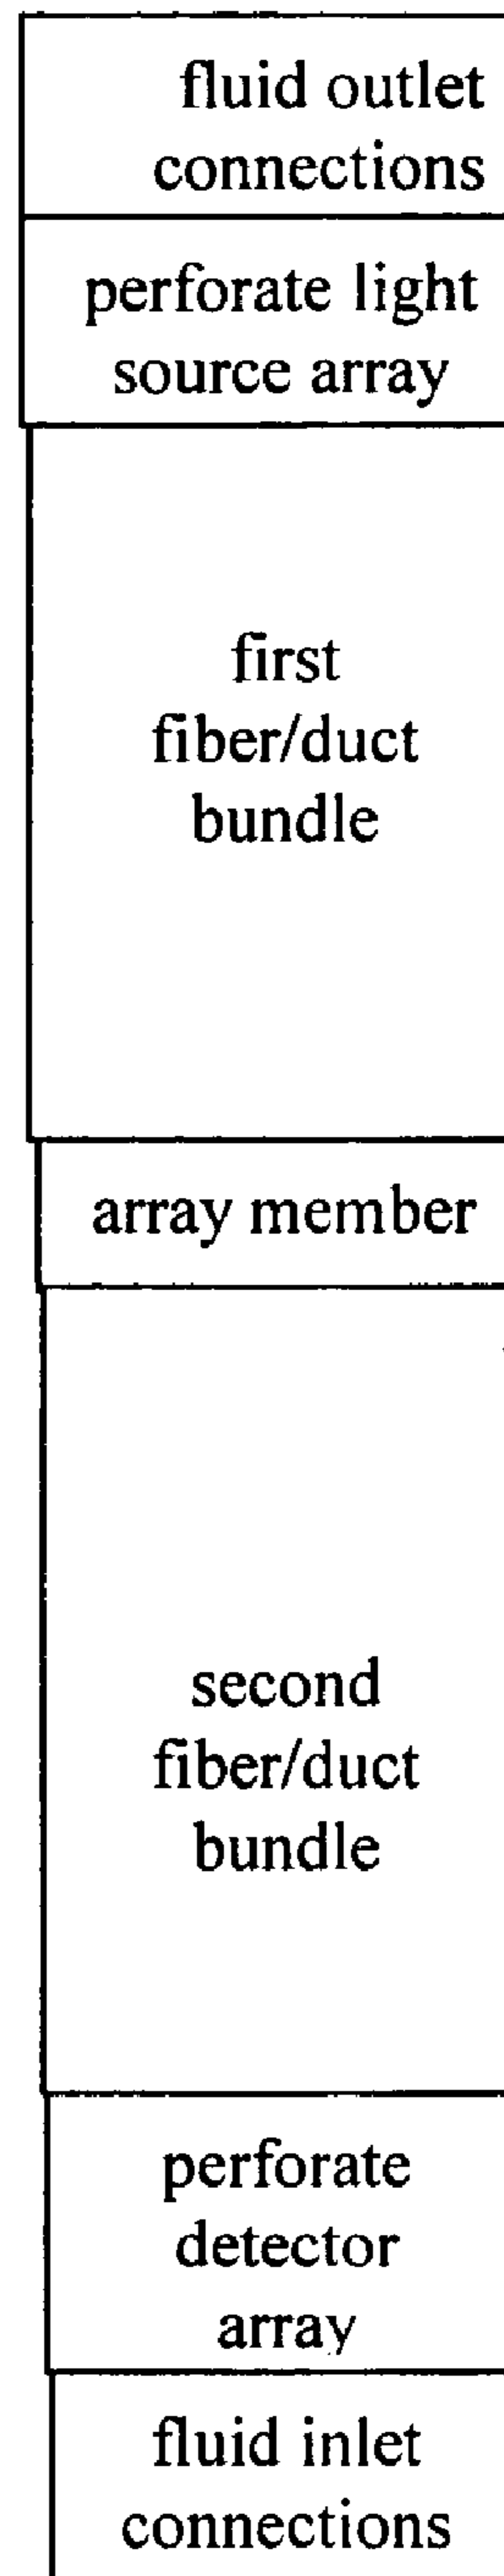 fluid outlet
connections
perforate light
source array
first
fiber/duct
bundle
array member
second
fiber/duct
bundle
perforate
detector
array
fluid inlet
connections